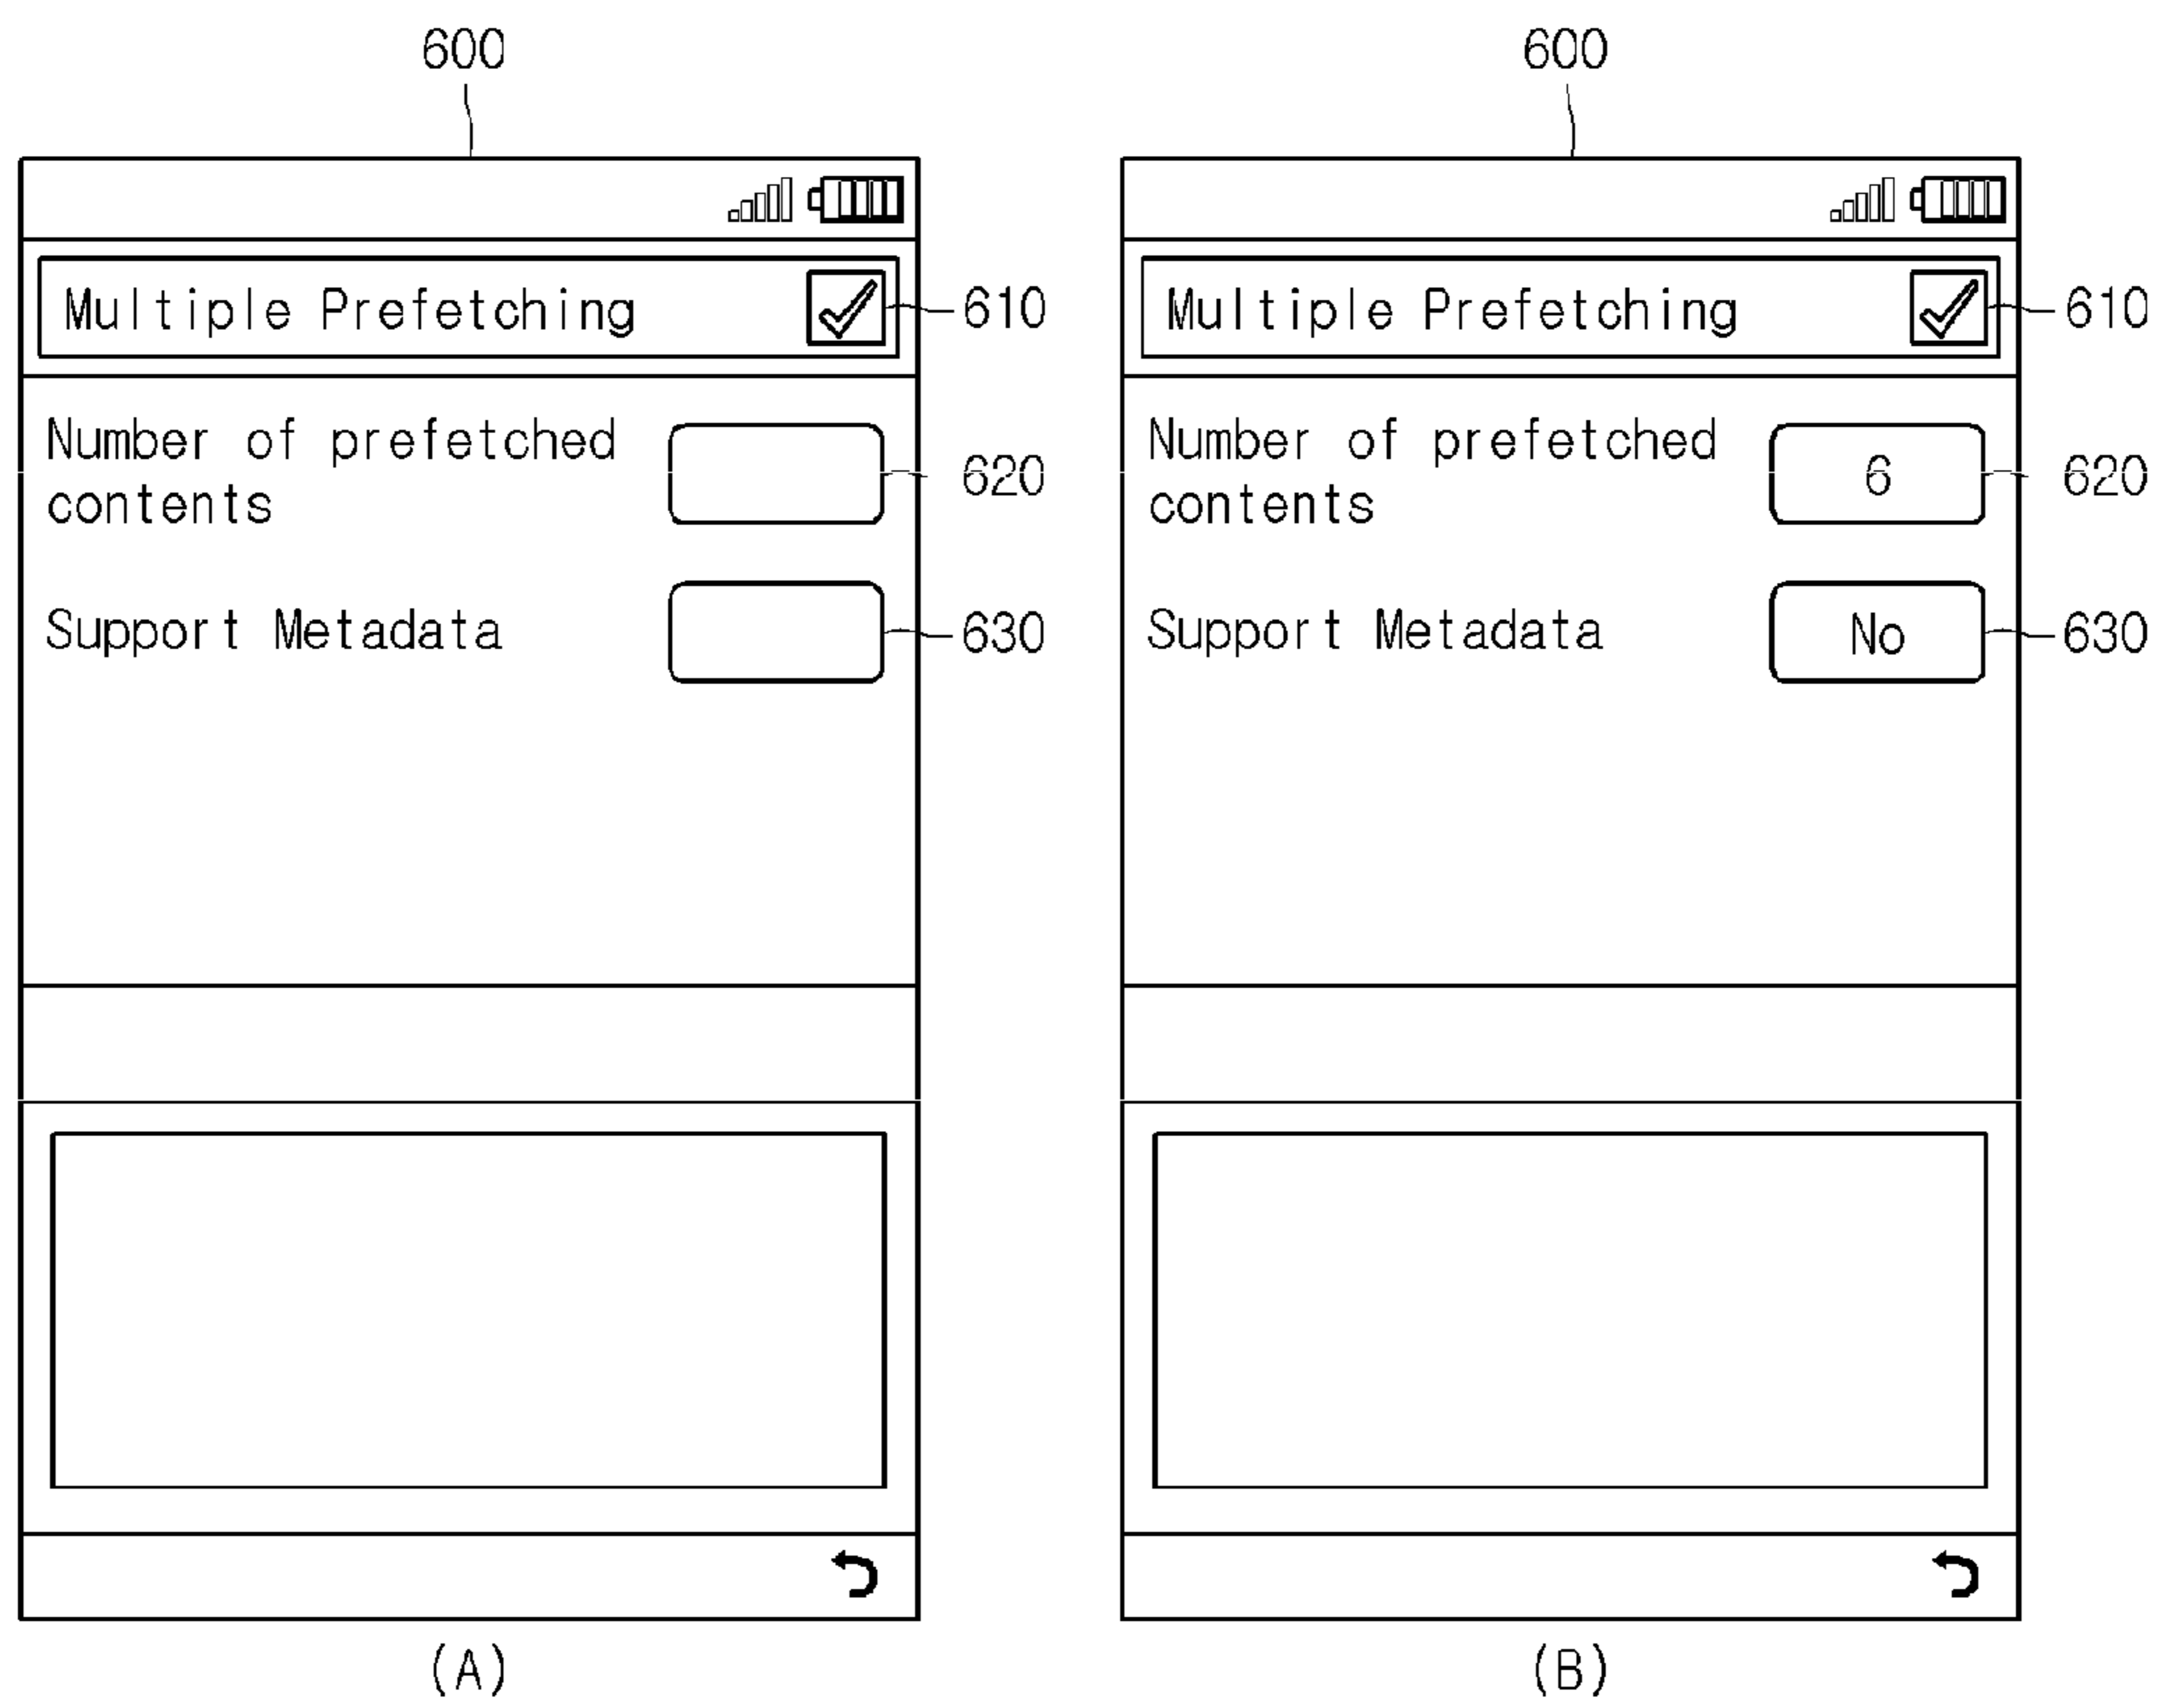 600
Multiple Prefetching
610
Number of prefetched
contents
620
Support Metadata
630
(A)
600
Multiple Prefetching
610
Number of prefetched
contents
6
620
Support Metadata
No
630
(B)